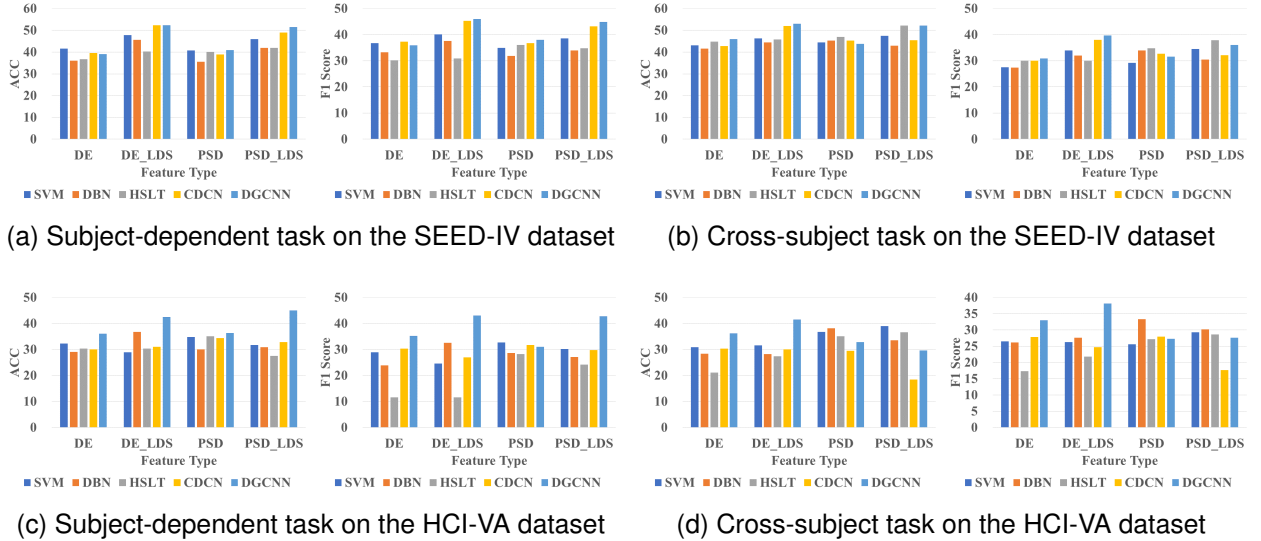 ACC
60
50
40
30
20
10
0
DE DE_LDS PSD PSD_LDS
Feature Type
SVM DBN HSLT CDCN DGCNN
F1 Score
50
40
30
20
10
0
DE DE_LDS PSD PSD_LDS
Feature Type
SVM DBN HSLT CDCN DGCNN
(a) Subject-dependent task on the SEED-IV dataset
ACC
60
50
40
30
20
10
0
DE DE_LDS PSD PSD_LDS
Feature Type
SVM DBN HSLT CDCN DGCNN
F1 Score
50
40
30
20
10
0
DE DE_LDS PSD PSD_LDS
Feature Type
SVM DBN HSLT CDCN DGCNN
(b) Cross-subject task on the SEED-IV dataset
ACC
50
40
30
20
10
0
DE DE_LDS PSD PSD_LDS
Feature Type
SVM DBN HSLT CDCN DGCNN
F1 Score
50
40
30
20
10
0
DE DE_LDS PSD PSD_LDS
Feature Type
SVM DBN HSLT CDCN DGCNN
(c) Subject-dependent task on the HCI-VA dataset
ACC
50
40
30
20
10
0
DE DE_LDS PSD PSD_LDS
Feature Type
SVM DBN HSLT CDCN DGCNN
F1 Score
40
35
30
25
20
15
10
5
0
DE DE_LDS PSD PSD_LDS
Feature Type
SVM DBN HSLT CDCN DGCNN
(d) Cross-subject task on the HCI-VA dataset